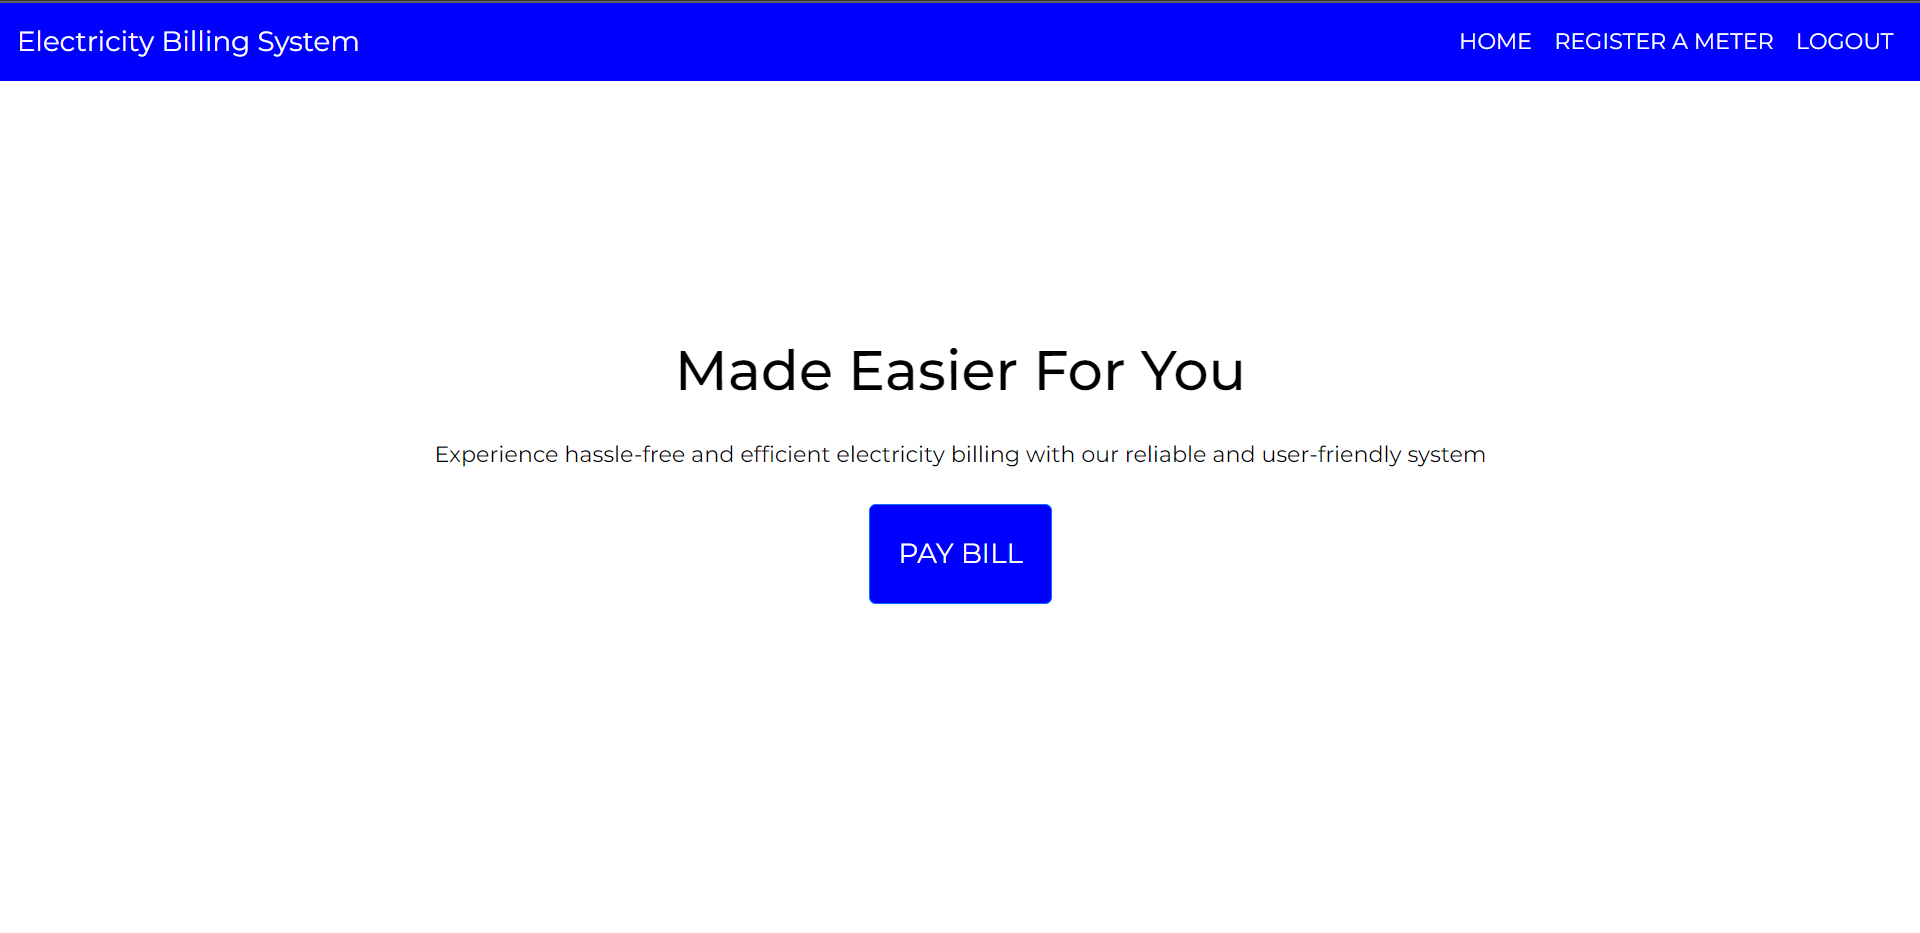 Electricity Billing System
HOME REGISTER A METER LOGOUT
Made Easier For You
Experience hassle-free and efficient electricity billing with our reliable and user-friendly system
PAY BILL